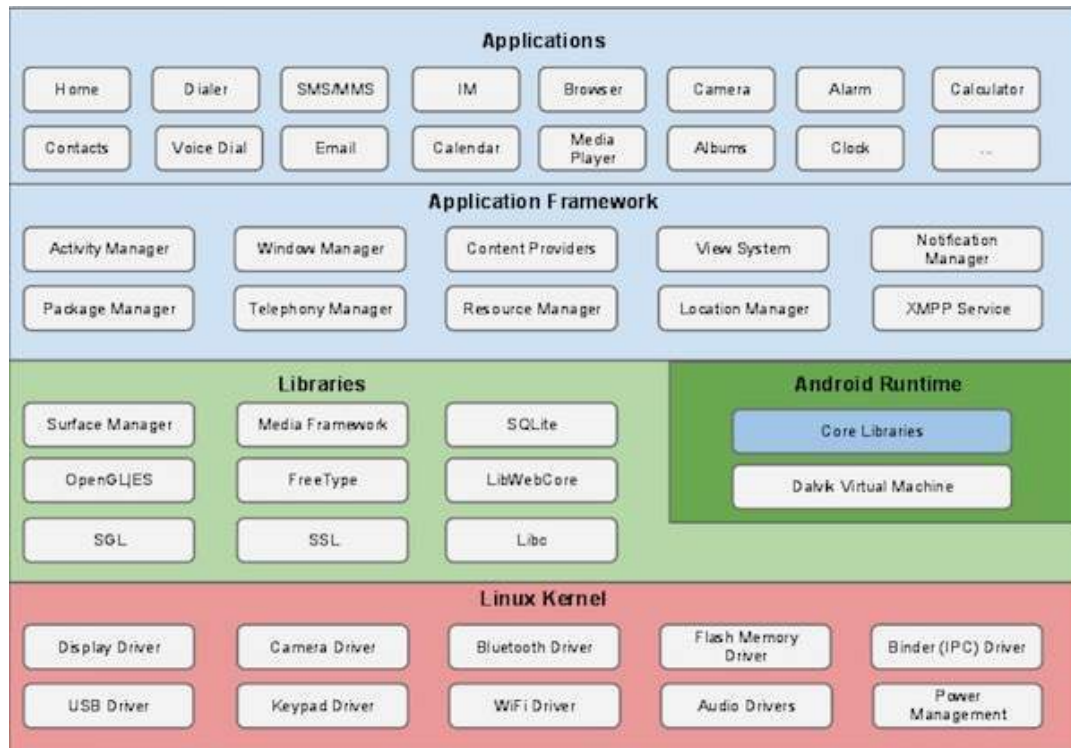 Applications
Home Dialer SMS/MMS IM Browser Camera Alarm Calculator
Contacts Voice Dial Email Calendar Media Player Albums Clock ...
Application Framework
Activity Manager Window Manager Content Providers View System Notification Manager
Package Manager Telephony Manager Resource Manager Location Manager XMPP Service
Libraries
Surface Manager Media Framework SQLite
OpenGL|ES FreeType LibWebCore
SGL SSL Libc
Android Runtime
Core Libraries
Dalvik Virtual Machine
Linux Kernel
Display Driver Camera Driver Bluetooth Driver Flash Memory Driver Binder (IPC) Driver
USB Driver Keypad Driver WiFi Driver Audio Drivers Power Management